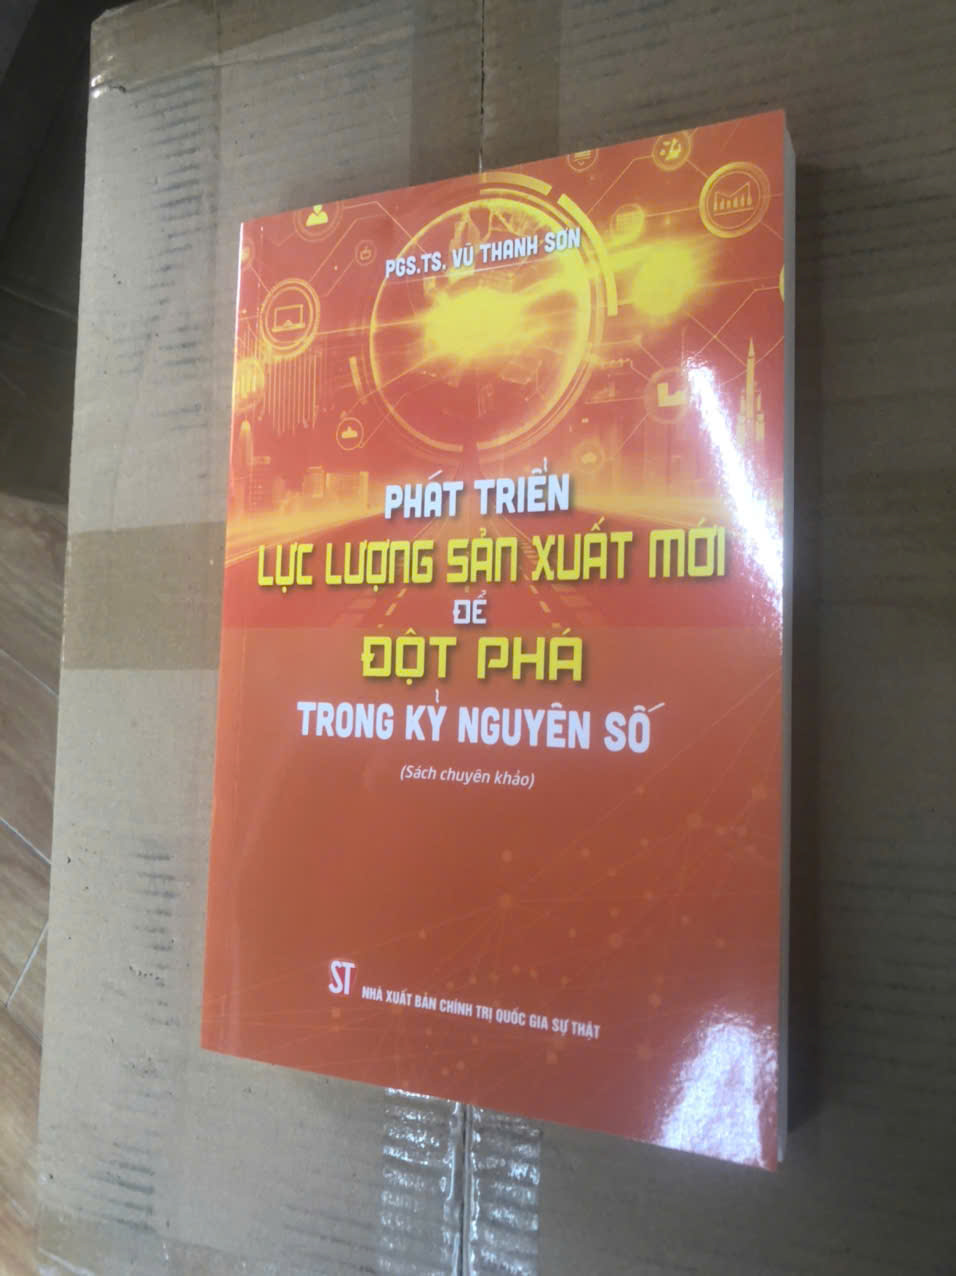 PGS.TS. VŨ THANH SƠN
PHÁT TRIỂN
LỰC LƯỢNG SẢN XUẤT MỚI
ĐỂ
ĐỘT PHÁ
TRONG KỶ NGUYÊN SỐ
(Sách chuyên khảo)
ST
NHÀ XUẤT BẢN CHÍNH TRỊ QUỐC GIA SỰ THẬT